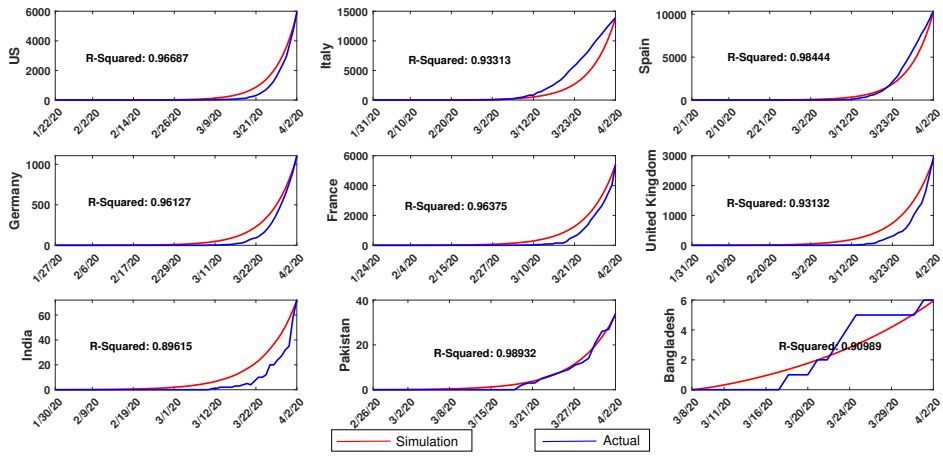 US
6000
4000
2000
0
R-Squared: 0.96687
1/22/20 2/2/20 2/14/20 2/26/20 3/9/20 3/21/20 4/2/20
Italy
15000
10000
5000
0
R-Squared: 0.93313
1/31/20 2/10/20 2/20/20 3/2/20 3/12/20 3/23/20 4/2/20
Spain
10000
5000
0
R-Squared: 0.98444
2/1/20 2/10/20 2/21/20 3/2/20 3/12/20 3/23/20 4/2/20
Germany
1000
500
0
R-Squared: 0.96127
1/27/20 2/6/20 2/17/20 2/29/20 3/11/20 3/22/20 4/2/20
France
6000
4000
2000
0
R-Squared: 0.96375
1/24/20 2/4/20 2/15/20 2/27/20 3/10/20 3/21/20 4/2/20
United Kingdom
3000
2000
1000
0
R-Squared: 0.93132
1/31/20 2/10/20 2/20/20 3/2/20 3/12/20 3/23/20 4/2/20
India
60
40
20
0
R-Squared: 0.89615
1/30/20 2/9/20 2/19/20 3/1/20 3/12/20 3/22/20 4/2/20
Pakistan
40
20
0
R-Squared: 0.98932
2/26/20 3/2/20 3/8/20 3/15/20 3/21/20 3/27/20 4/2/20
Bangladesh
6
4
2
0
R-Squared: 0.90989
3/8/20 3/11/20 3/16/20 3/20/20 3/24/20 3/29/20 4/2/20
Simulation
Actual